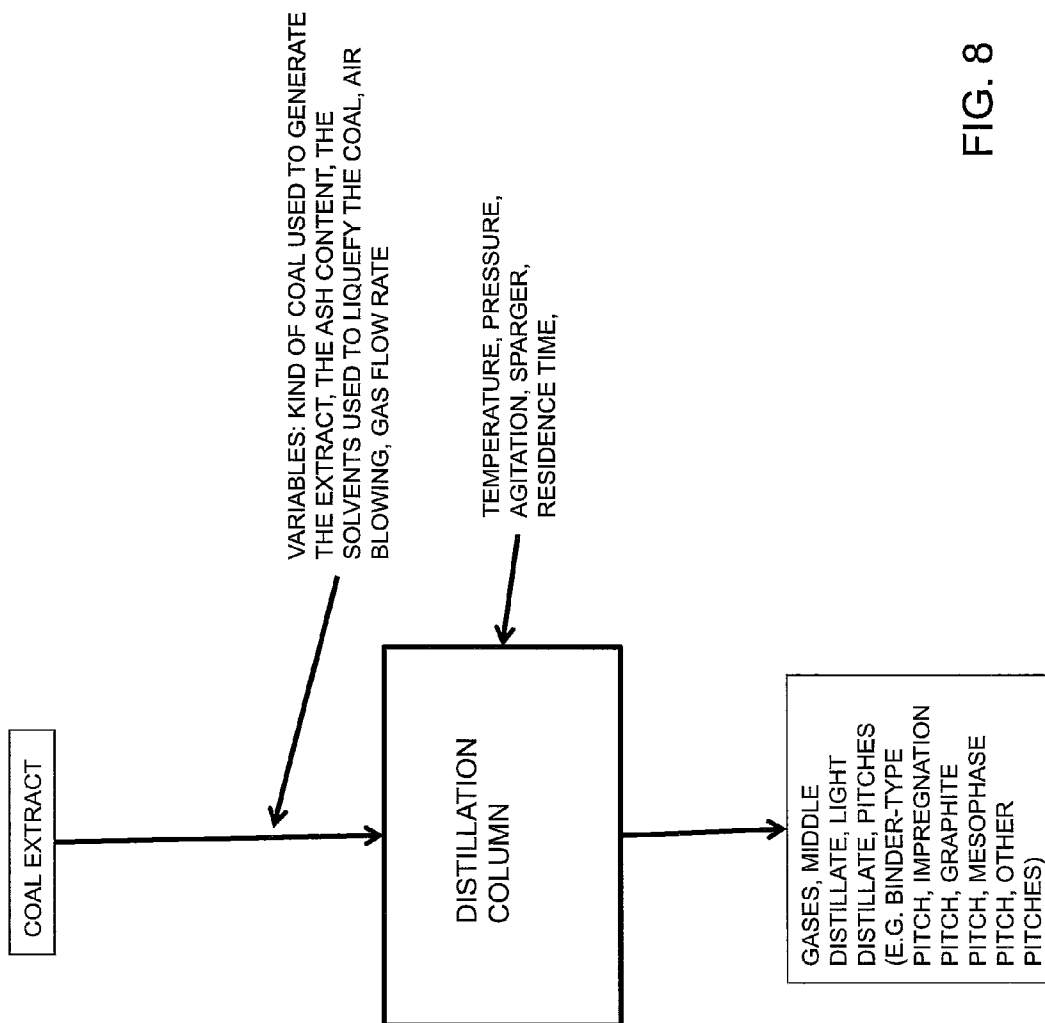 COAL EXTRACT
VARIABLES: KIND OF COAL USED TO GENERATE
THE EXTRACT, THE ASH CONTENT, THE
SOLVENTS USED TO LIQUEFY THE COAL, AIR
BLOWING, GAS FLOW RATE
DISTILLATION
COLUMN
TEMPERATURE, PRESSURE,
AGITATION, SPARGER,
RESIDENCE TIME,
GASES, MIDDLE
DISTILLATE, LIGHT
DISTILLATE, PITCHES
(E.G. BINDER-TYPE
PITCH, IMPREGNATION
PITCH, GRAPHITE
PITCH, MESOPHASE
PITCH, OTHER
PITCHES)
FIG. 8